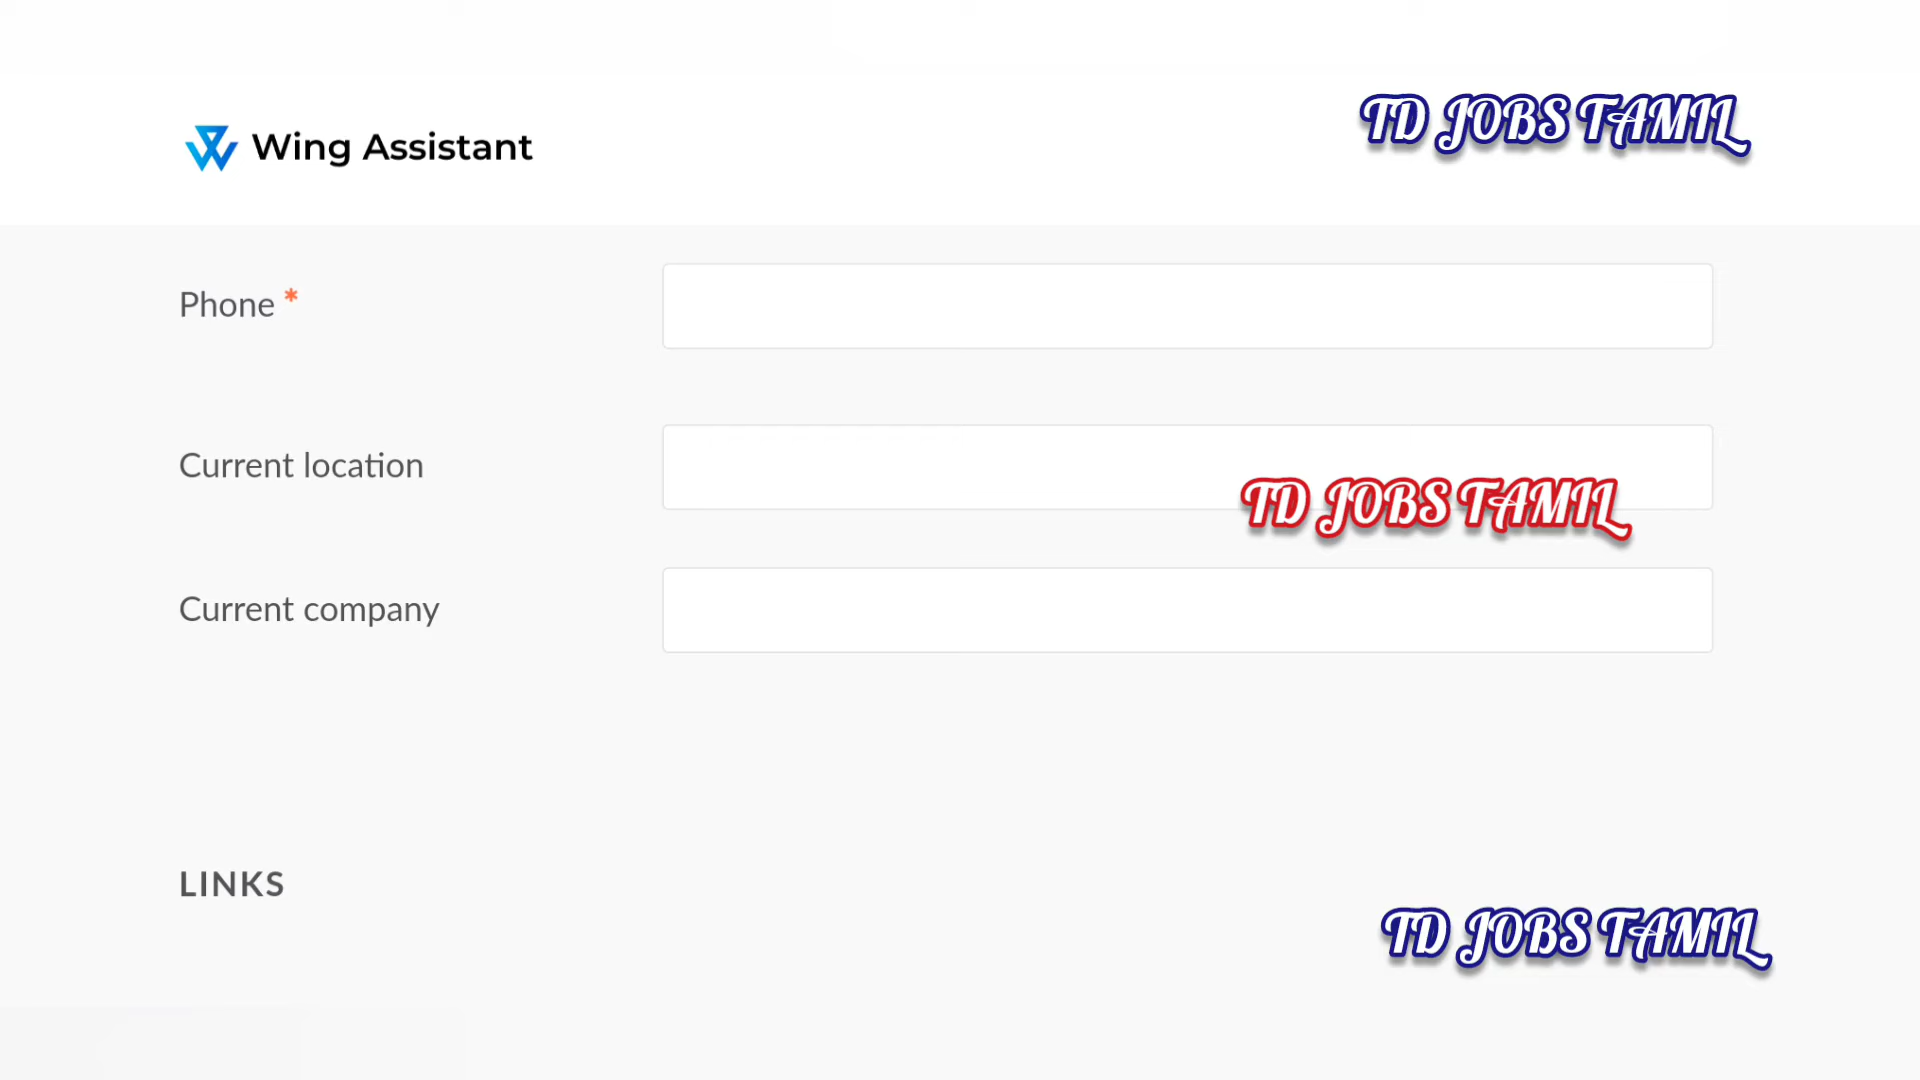 Wing Assistant
TD JOBS TAMIL
Phone *
Current location
TD JOBS TAMIL
Current company
LINKS
TD JOBS TAMIL